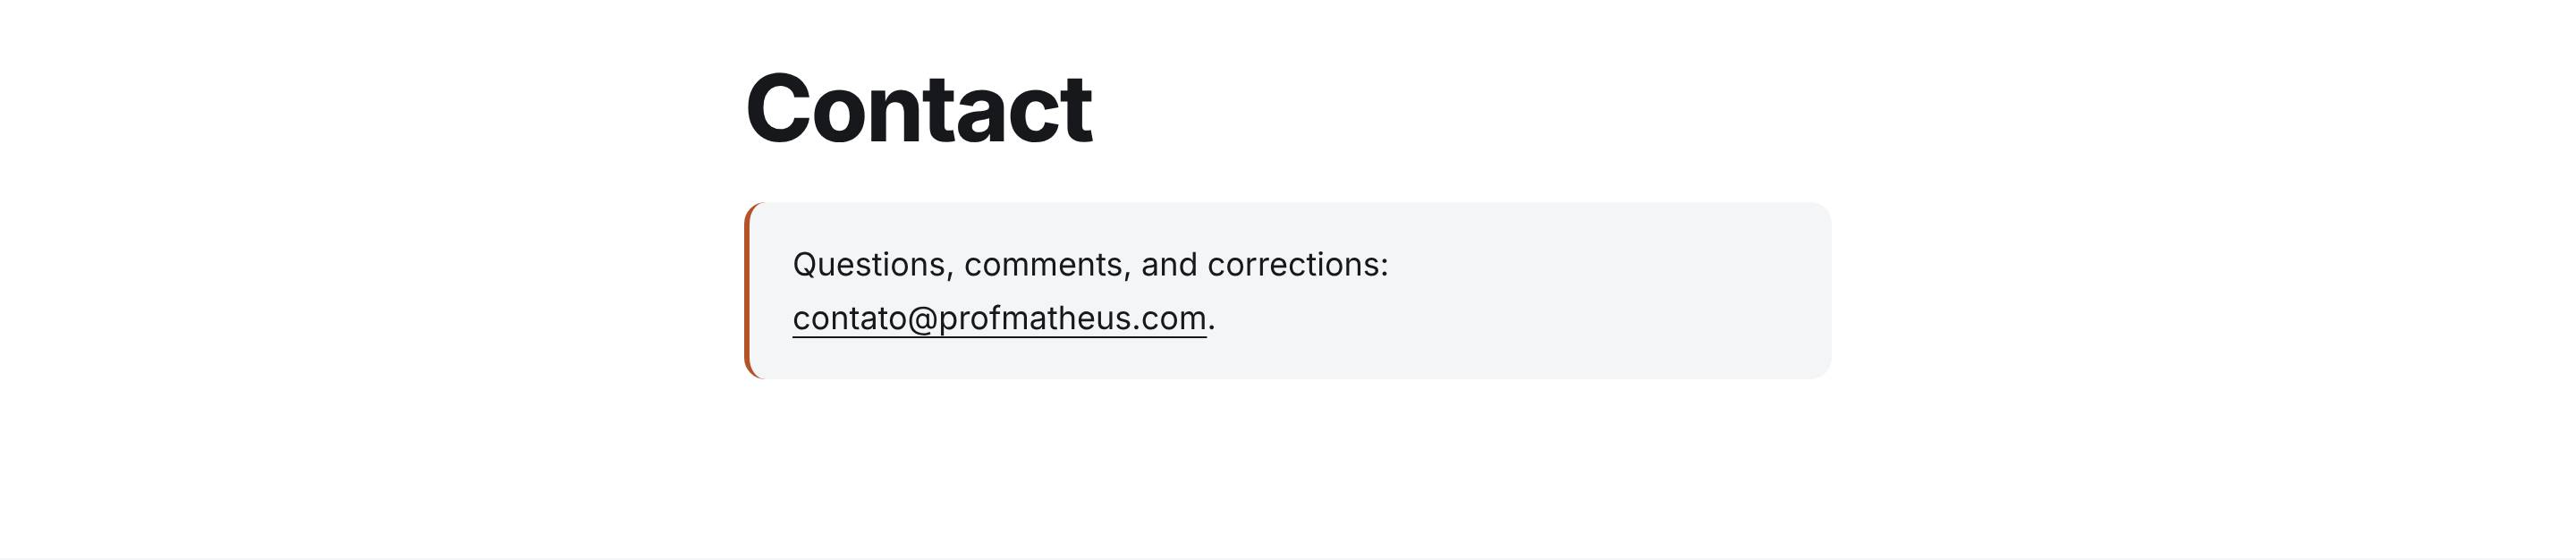 Contact
Questions, comments, and corrections:
contato@profmatheus.com.